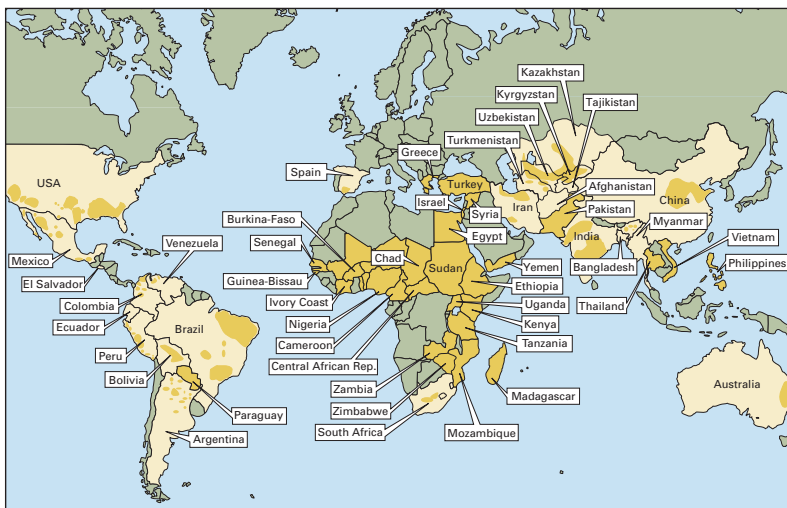 Kazakhstan
Kyrgyzstan
Tajikistan
Uzbekistan
Turkmenistan
Greece
Spain
USA
Turkey
Afghanistan
Israel
Iran
China
Syria
Pakistan
Burkina-Faso
Egypt
India
Myanmar
Venezuela
Senegal
Vietnam
Chad
Mexico
Sudan
Yemen
Bangladesh
Philippines
El Salvador
Guinea-Bissau
Ethiopia
Colombia
Ivory Coast
Uganda
Thailand
Ecuador
Nigeria
Kenya
Brazil
Cameroon
Tanzania
Peru
Central African Rep.
Bolivia
Zambia
Australia
Madagascar
Paraguay
Zimbabwe
South Africa
Mozambique
Argentina